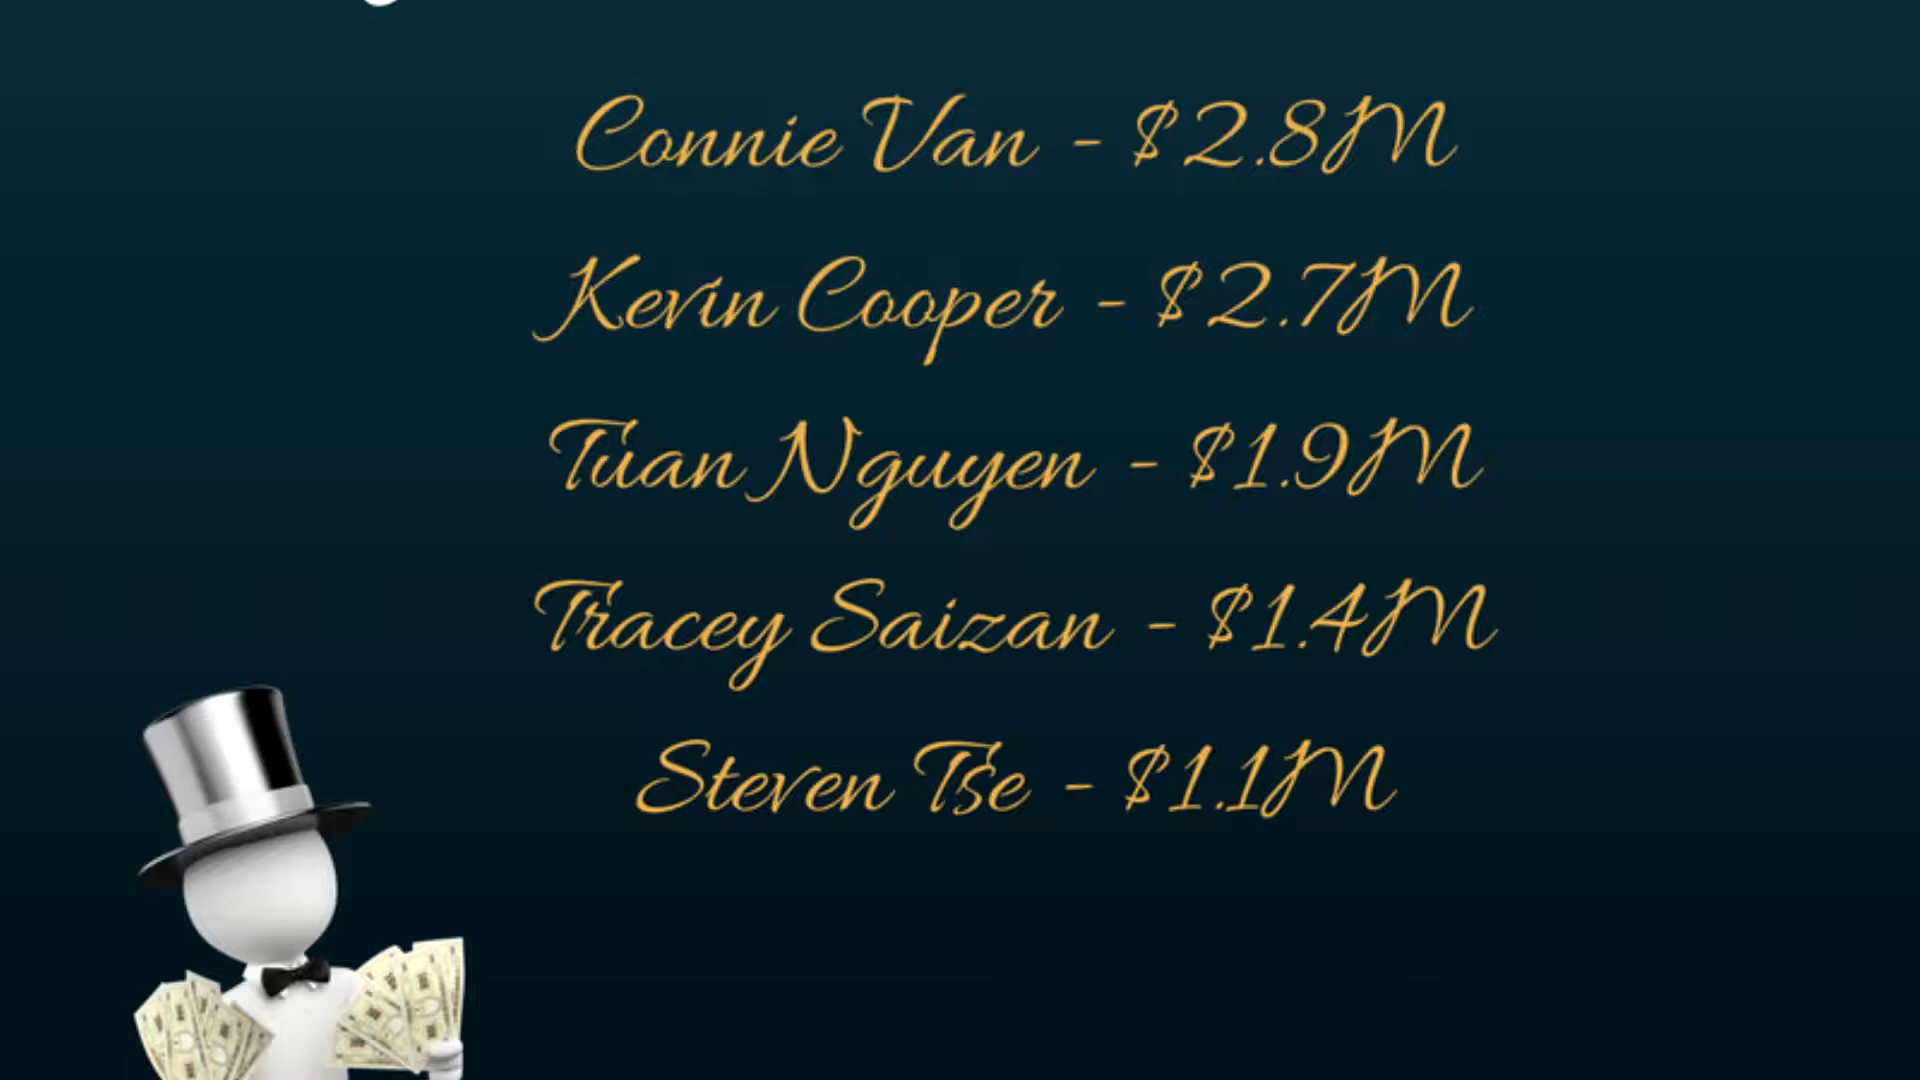 Connie Van - $2.8M
Kevin Cooper - $2.7M
Tuan Nguyen - $1.9M
Tracey Saizan - $1.4M
Steven Tse - $1.1M